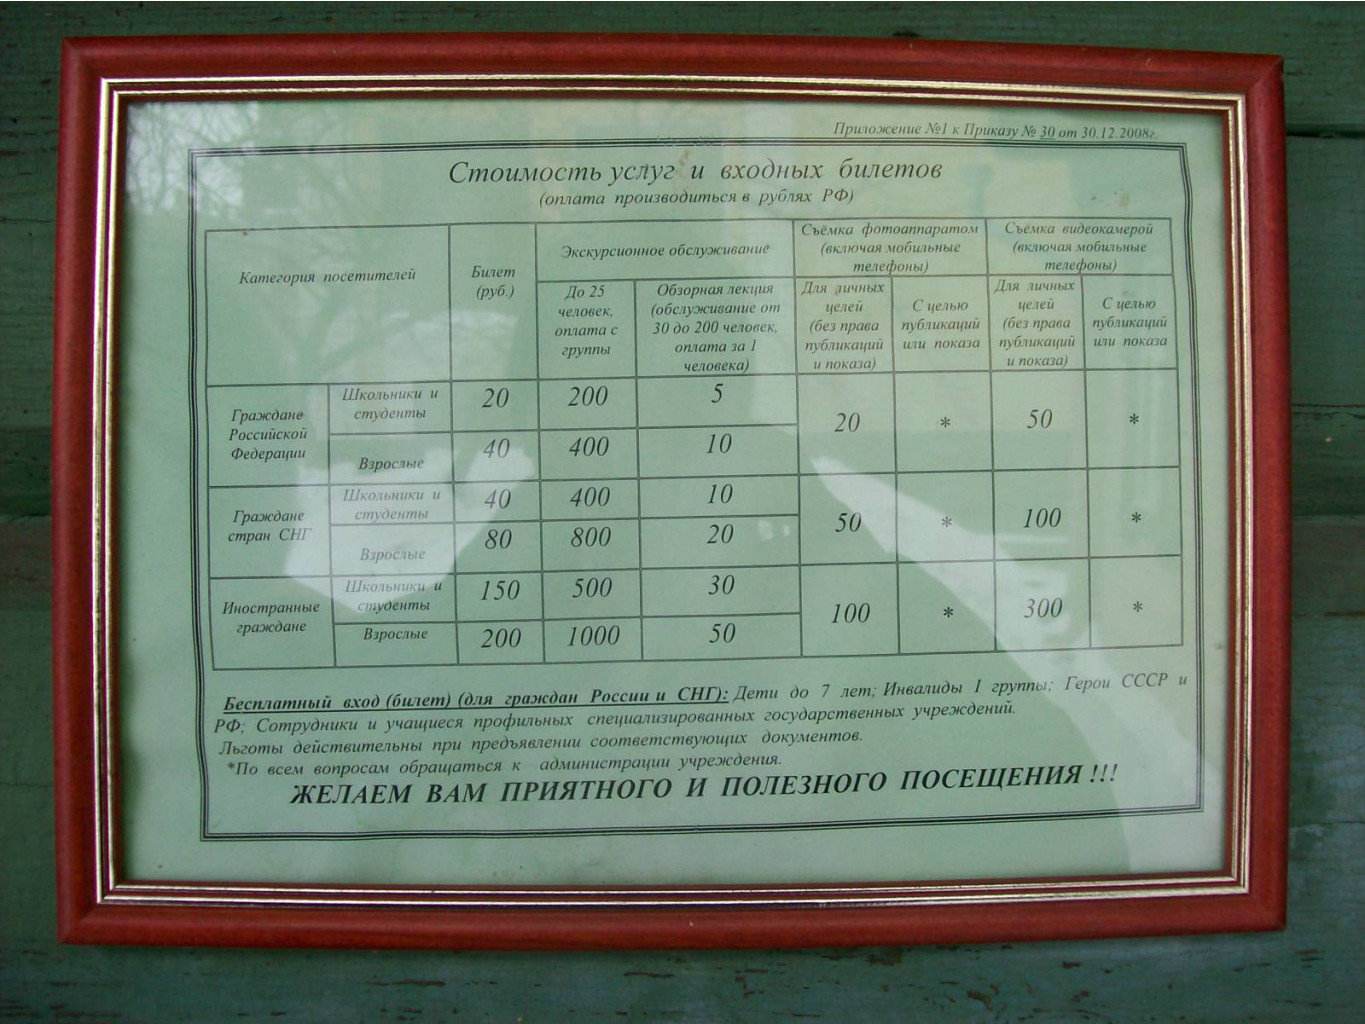 Приложение №1 к Приказу № 30 от 30.12.2008г.
Стоимость услуг и входных билетов
(оплата производиться в рублях РФ)
Категория посетителей
Билет
(руб.)
Экскурсионное обслуживание
Съёмка фотоаппаратом
(включая мобильные
телефоны)
Съёмка видеокамерой
(включая мобильные
телефоны)
До 25
человек,
оплата с
группы
Обзорная лекция
(обслуживание от
30 до 200 человек,
оплата за 1
человека)
Для личных
целей
(без права
публикаций
и показа)
С целью
публикаций
или показа
Для личных
целей
(без права
публикаций
и показа)
С целью
публикаций
или показа
Граждане
Российской
Федерации
Школьники и
студенты
20
200
5
20
*
50
*
Взрослые
40
400
10
Граждане
стран СНГ
Школьники и
студенты
40
400
10
50
*
100
*
Взрослые
80
800
20
Иностранные
граждане
Школьники и
студенты
150
500
30
100
*
300
*
Взрослые
200
1000
50
Бесплатный вход (билет) (для граждан России и СНГ): Дети до 7 лет; Инвалиды I группы; Герои СССР и
РФ; Сотрудники и учащиеся профильных специализированных государственных учреждений.
Льготы действительны при предъявлении соответствующих документов.
*По всем вопросам обращаться к администрации учреждения.
ЖЕЛАЕМ ВАМ ПРИЯТНОГО И ПОЛЕЗНОГО ПОСЕЩЕНИЯ !!!